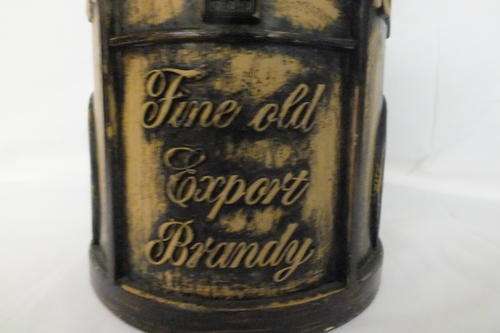 Fine old
Export
Brandy